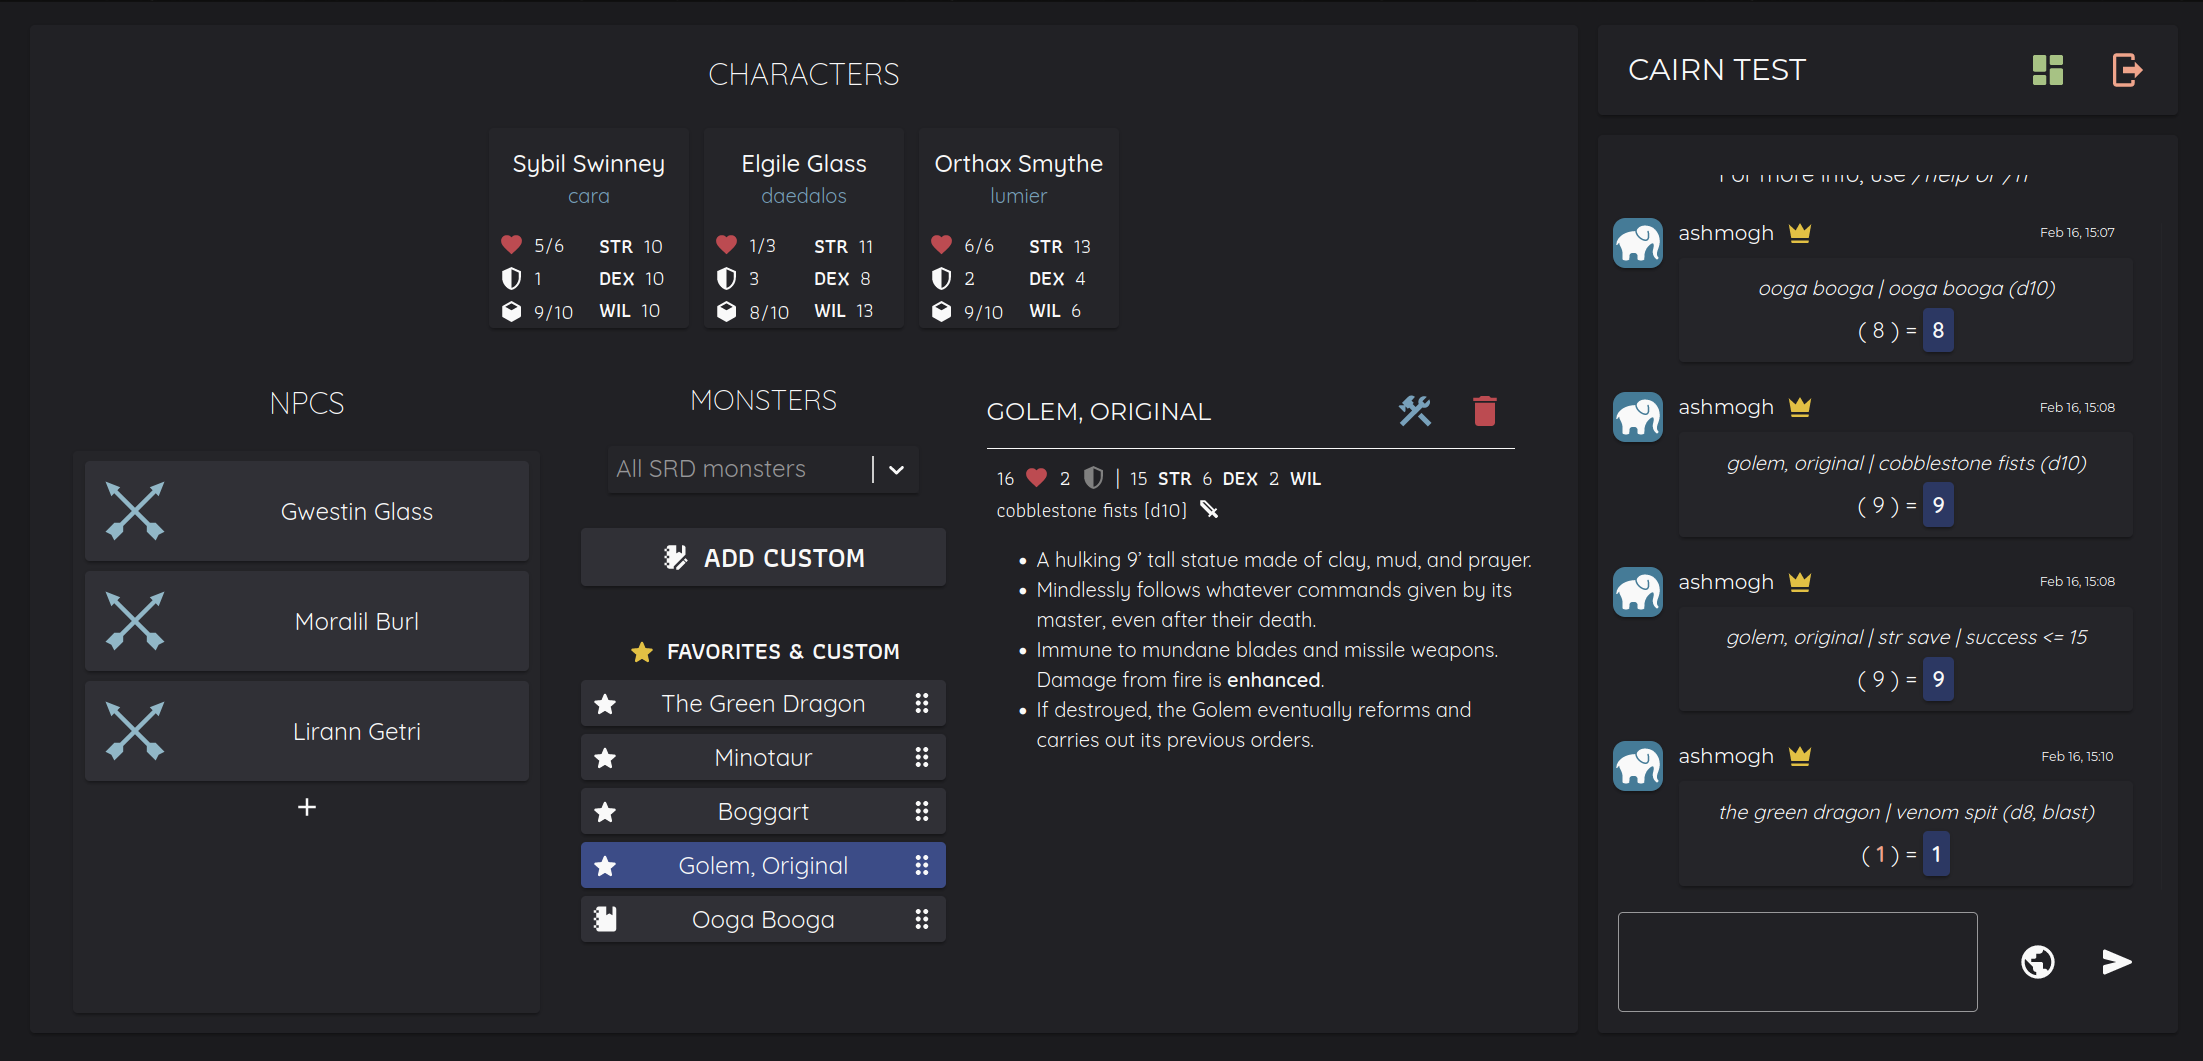 CHARACTERS
Sybil Swinney
cara
5/6 STR 10
1 DEX 10
9/10 WIL 10
Elgile Glass
daedalos
1/3 STR 11
3 DEX 8
8/10 WIL 13
Orthax Smythe
lumier
6/6 STR 13
2 DEX 4
9/10 WIL 6
NPCS
Gwestin Glass
Moralil Burl
Lirann Getri
+
MONSTERS
All SRD monsters
ADD CUSTOM
FAVORITES & CUSTOM
The Green Dragon
Minotaur
Boggart
Golem, Original
Ooga Booga
GOLEM, ORIGINAL
16 2 | 15 STR 6 DEX 2 WIL
cobblestone fists [d10]
• A hulking 9’ tall statue made of clay, mud, and prayer.
• Mindlessly follows whatever commands given by its
master, even after their death.
• Immune to mundane blades and missile weapons.
Damage from fire is enhanced.
• If destroyed, the Golem eventually reforms and
carries out its previous orders.
CAIRN TEST
For more info, use /help or /h
ashmogh Feb 16, 15:07
ooga booga | ooga booga (d10)
( 8 ) = 8
ashmogh Feb 16, 15:08
golem, original | cobblestone fists (d10)
( 9 ) = 9
ashmogh Feb 16, 15:08
golem, original | str save | success <= 15
( 9 ) = 9
ashmogh Feb 16, 15:10
the green dragon | venom spit (d8, blast)
( 1 ) = 1